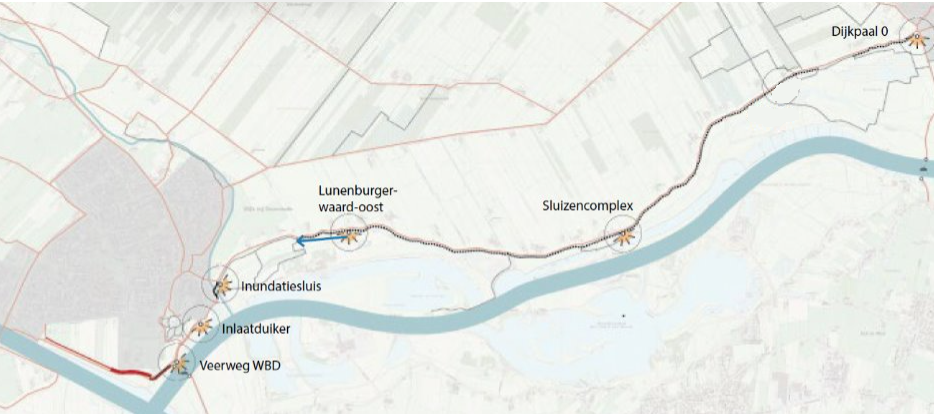 Dijkpaal 0
Lunenburger-
waard-oost
Sluizencomplex
Inundatiesluis
Inlaatduiker
Veerweg WBD